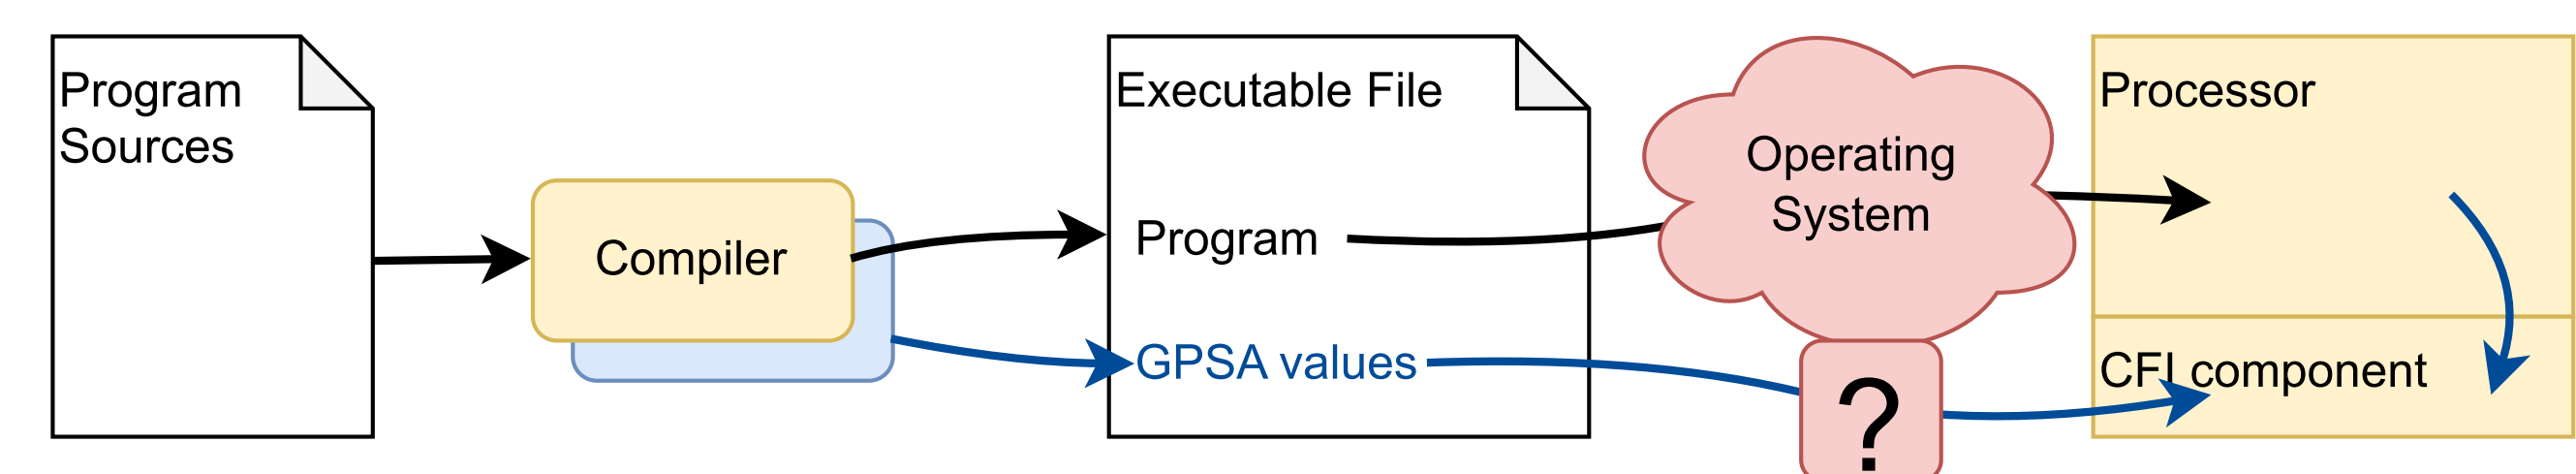 Program
Sources
Compiler
Executable File
Program
GPSA values
Operating
System
?
Processor
CFI component